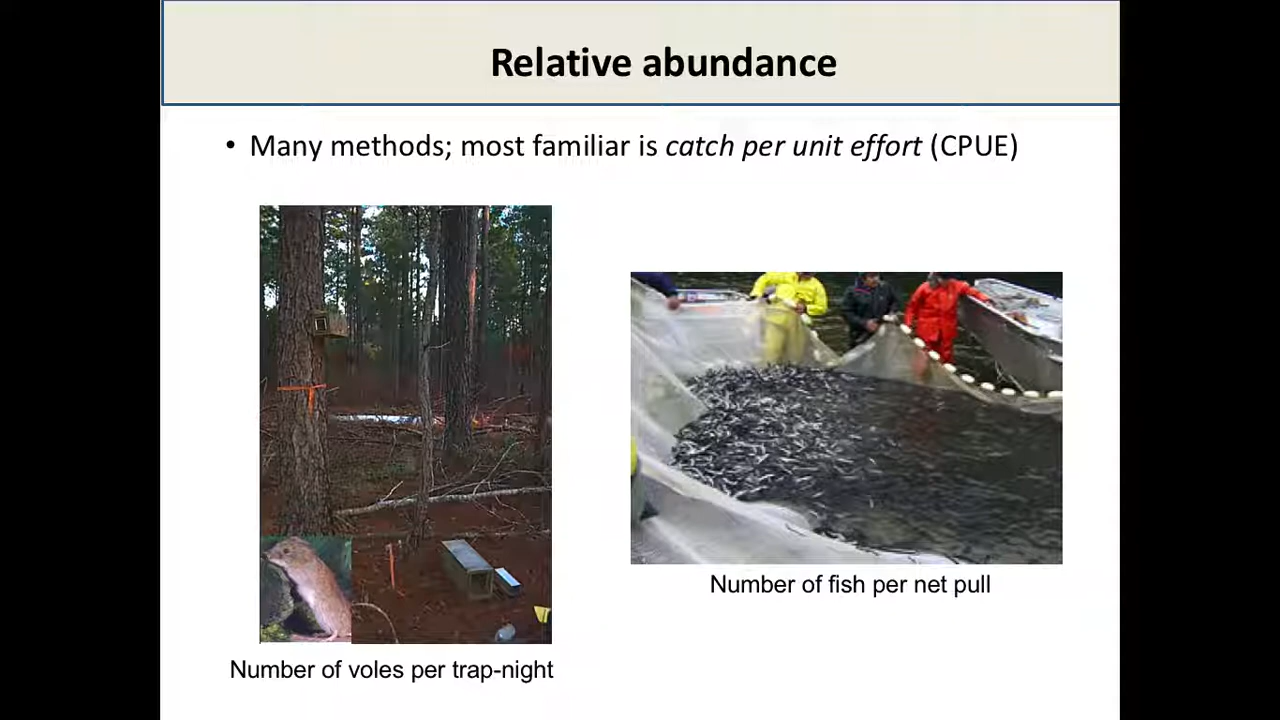 Relative abundance
• Many methods; most familiar is catch per unit effort (CPUE)
Number of fish per net pull
Number of voles per trap-night